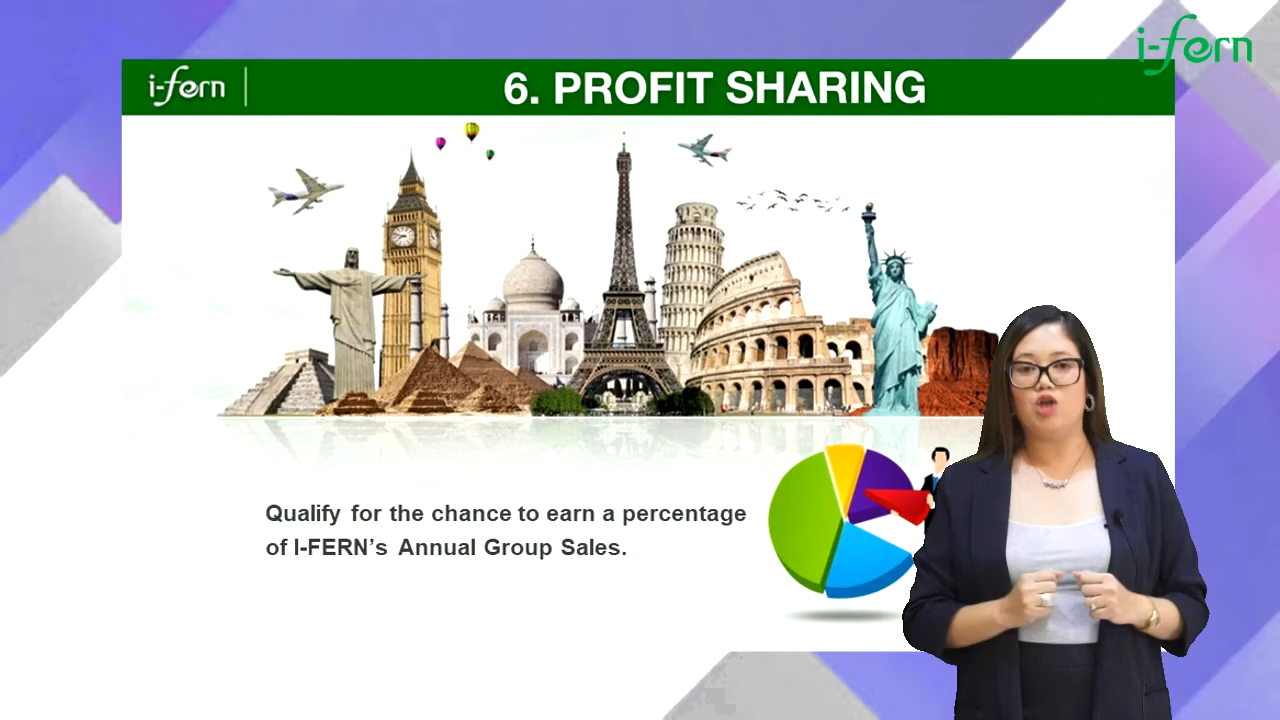 i-fern
i-fern
6. PROFIT SHARING
Qualify for the chance to earn a percentage
of I-FERN’s Annual Group Sales.